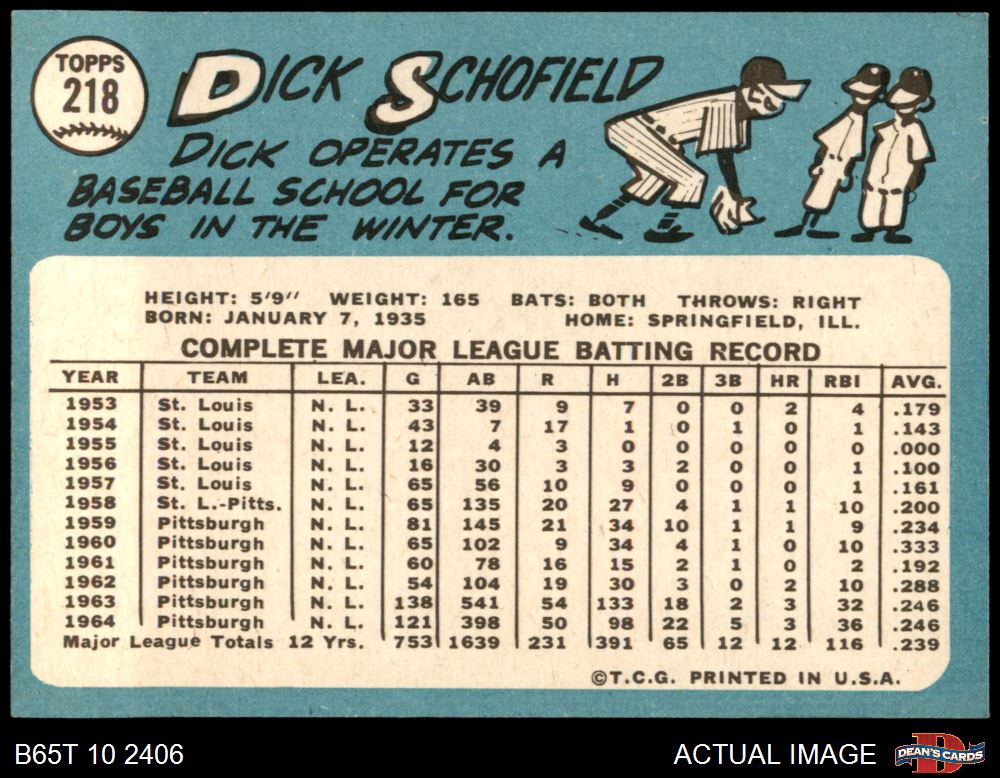 TOPPS
218
DICK SCHOFIELD
DICK OPERATES A
BASEBALL SCHOOL FOR
BOYS IN THE WINTER.
HEIGHT: 5'9" WEIGHT: 165 BATS: BOTH THROWS: RIGHT
BORN: JANUARY 7, 1935 HOME: SPRINGFIELD, ILL.
COMPLETE MAJOR LEAGUE BATTING RECORD
YEAR TEAM LEA. G AB R H 2B 3B HR RBI AVG.
1953 St. Louis N. L. 33 39 9 7 0 0 2 4 .179
1954 St. Louis N. L. 43 7 17 1 0 1 0 1 .143
1955 St. Louis N. L. 12 4 3 0 0 0 0 0 .000
1956 St. Louis N. L. 16 30 3 3 2 0 0 1 .100
1957 St. Louis N. L. 65 56 10 9 0 0 0 1 .161
1958 St. L.-Pitts. N. L. 65 135 20 27 4 1 1 10 .200
1959 Pittsburgh N. L. 81 145 21 34 10 1 1 9 .234
1960 Pittsburgh N. L. 65 102 9 34 4 1 0 10 .333
1961 Pittsburgh N. L. 60 78 16 15 2 1 0 2 .192
1962 Pittsburgh N. L. 54 104 19 30 3 0 2 10 .288
1963 Pittsburgh N. L. 138 541 54 133 18 2 3 32 .246
1964 Pittsburgh N. L. 121 398 50 98 22 5 3 36 .246
Major League Totals 12 Yrs. 753 1639 231 391 65 12 12 116 .239
©T.C.G. PRINTED IN U.S.A.
B65T 10 2406 ACTUAL IMAGE D DEAN'S CARDS